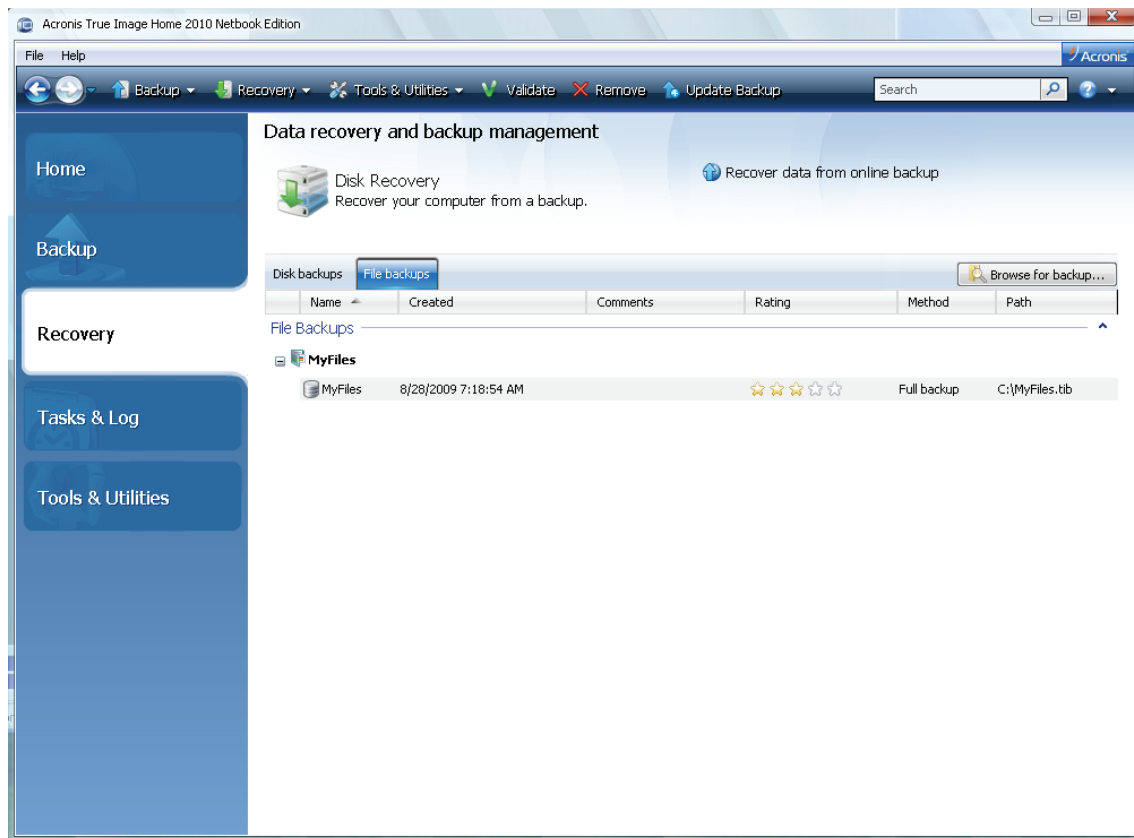 Acronis True Image Home 2010 Netbook Edition
File Help
Acronis
Backup Recovery Tools & Utilities Validate Remove Update Backup Search
Data recovery and backup management
Home
Disk Recovery
Recover your computer from a backup.
Recover data from online backup
Backup
Disk backups File backups Browse for backup...
Name Created Comments Rating Method Path
File Backups
Recovery
MyFiles
MyFiles 8/28/2009 7:18:54 AM Full backup C:\MyFiles.tib
Tasks & Log
Tools & Utilities